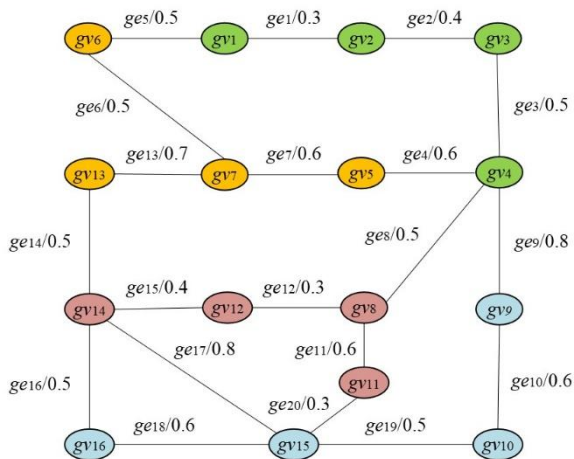 ge5/0.5 ge1/0.3 ge2/0.4
gv6 gv1 gv2 gv3
ge6/0.5 ge3/0.5
ge13/0.7 ge7/0.6 ge4/0.6
gv13 gv7 gv5 gv4
ge14/0.5 ge8/0.5 ge9/0.8
ge15/0.4 ge12/0.3
gv14 gv12 gv8 gv9
ge17/0.8 ge11/0.6
ge16/0.5 gv11 ge10/0.6
ge20/0.3
ge18/0.6 ge19/0.5
gv16 gv15 gv10